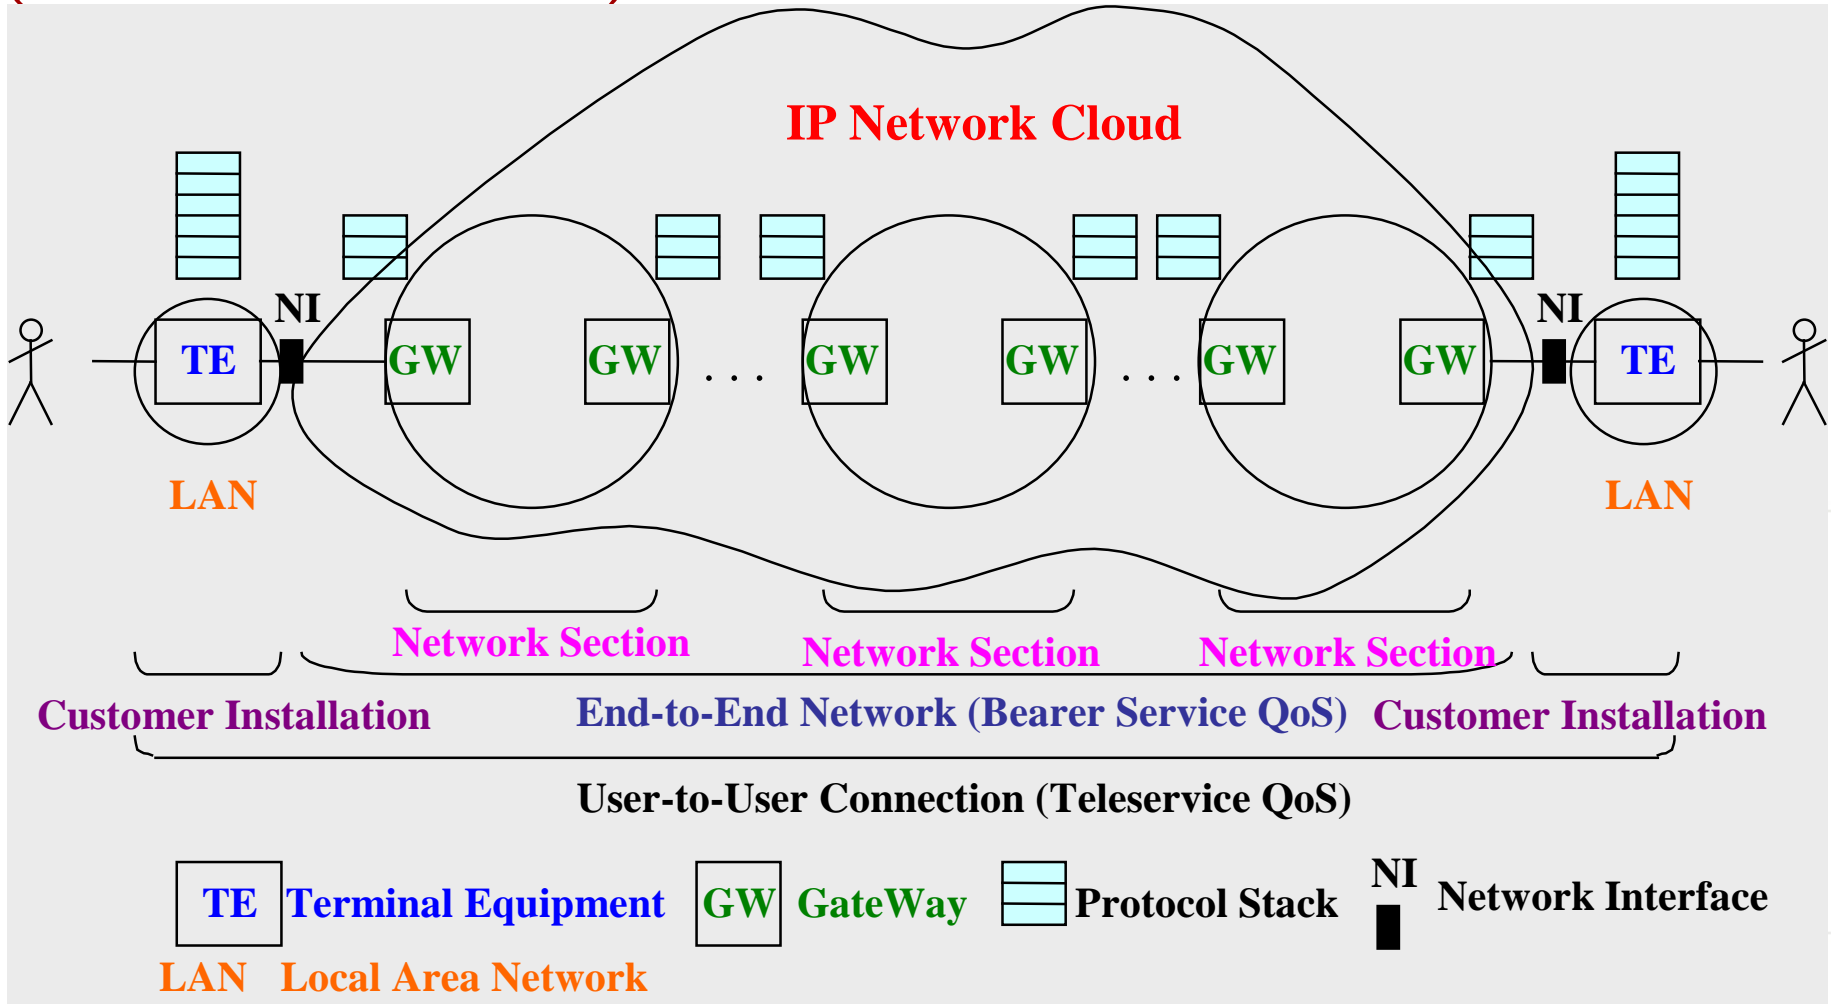 IP Network Cloud
NI
NI
TE GW GW . . . GW GW . . . GW GW TE
LAN
LAN
Network Section
Network Section
Network Section
Customer Installation
End-to-End Network (Bearer Service QoS)
Customer Installation
User-to-User Connection (Teleservice QoS)
TE Terminal Equipment
GW GateWay
Protocol Stack
NI
Network Interface
LAN Local Area Network